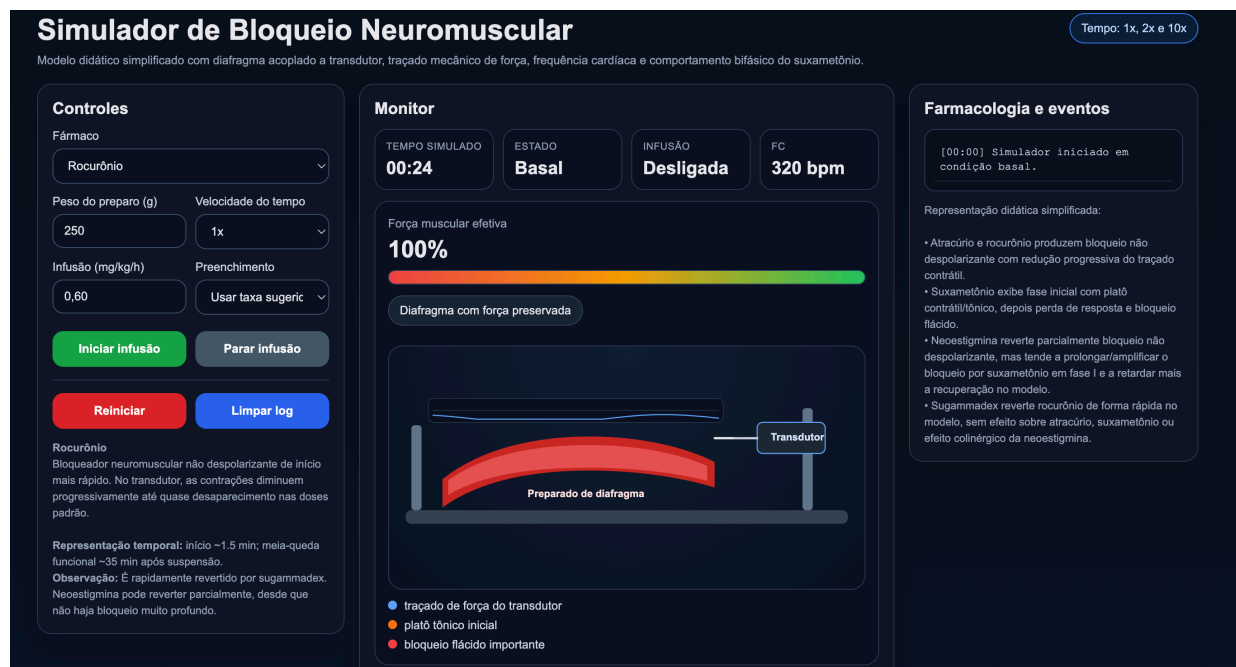 Simulador de Bloqueio Neuromuscular
Tempo: 1x, 2x e 10x
Modelo didático simplificado com diafragma acoplado a transdutor, traçado mecânico de força, frequência cardíaca e comportamento bifásico do suxametônio.
Controles
Fármaco
Rocurônio
Peso do preparo (g)
Velocidade do tempo
250
1x
Infusão (mg/kg/h)
Preenchimento
0,60
Usar taxa sugeric
Iniciar infusão
Parar infusão
Reiniciar
Limpar log
Rocurônio
Bloqueador neuromuscular não despolarizante de início
mais rápido. No transdutor, as contrações diminuem
progressivamente até quase desaparecimento nas doses
padrão.
Representação temporal: início ~1.5 min; meia-queda
funcional ~35 min após suspensão.
Observação: É rapidamente revertido por sugammadex.
Neoestigmina pode reverter parcialmente, desde que
não haja bloqueio muito profundo.
Monitor
TEMPO SIMULADO
00:24
ESTADO
Basal
INFUSÃO
Desligada
FC
320 bpm
Força muscular efetiva
100%
Diafragma com força preservada
Transdutor
Preparado de diafragma
traçado de força do transdutor
platô tônico inicial
bloqueio flácido importante
Farmacologia e eventos
[00:00] Simulador iniciado em
condição basal.
Representação didática simplificada:
• Atracúrio e rocurônio produzem bloqueio não
despolarizante com redução progressiva do traçado
contrátil.
• Suxametônio exibe fase inicial com platô
contrátil/tônico, depois perda de resposta e bloqueio
flácido.
• Neoestigmina reverte parcialmente bloqueio não
despolarizante, mas tende a prolongar/amplificar o
bloqueio por suxametônio em fase I e a retardar mais
a recuperação no modelo.
• Sugammadex reverte rocurônio de forma rápida no
modelo, sem efeito sobre atracúrio, suxametônio ou
efeito colinérgico da neoestigmina.